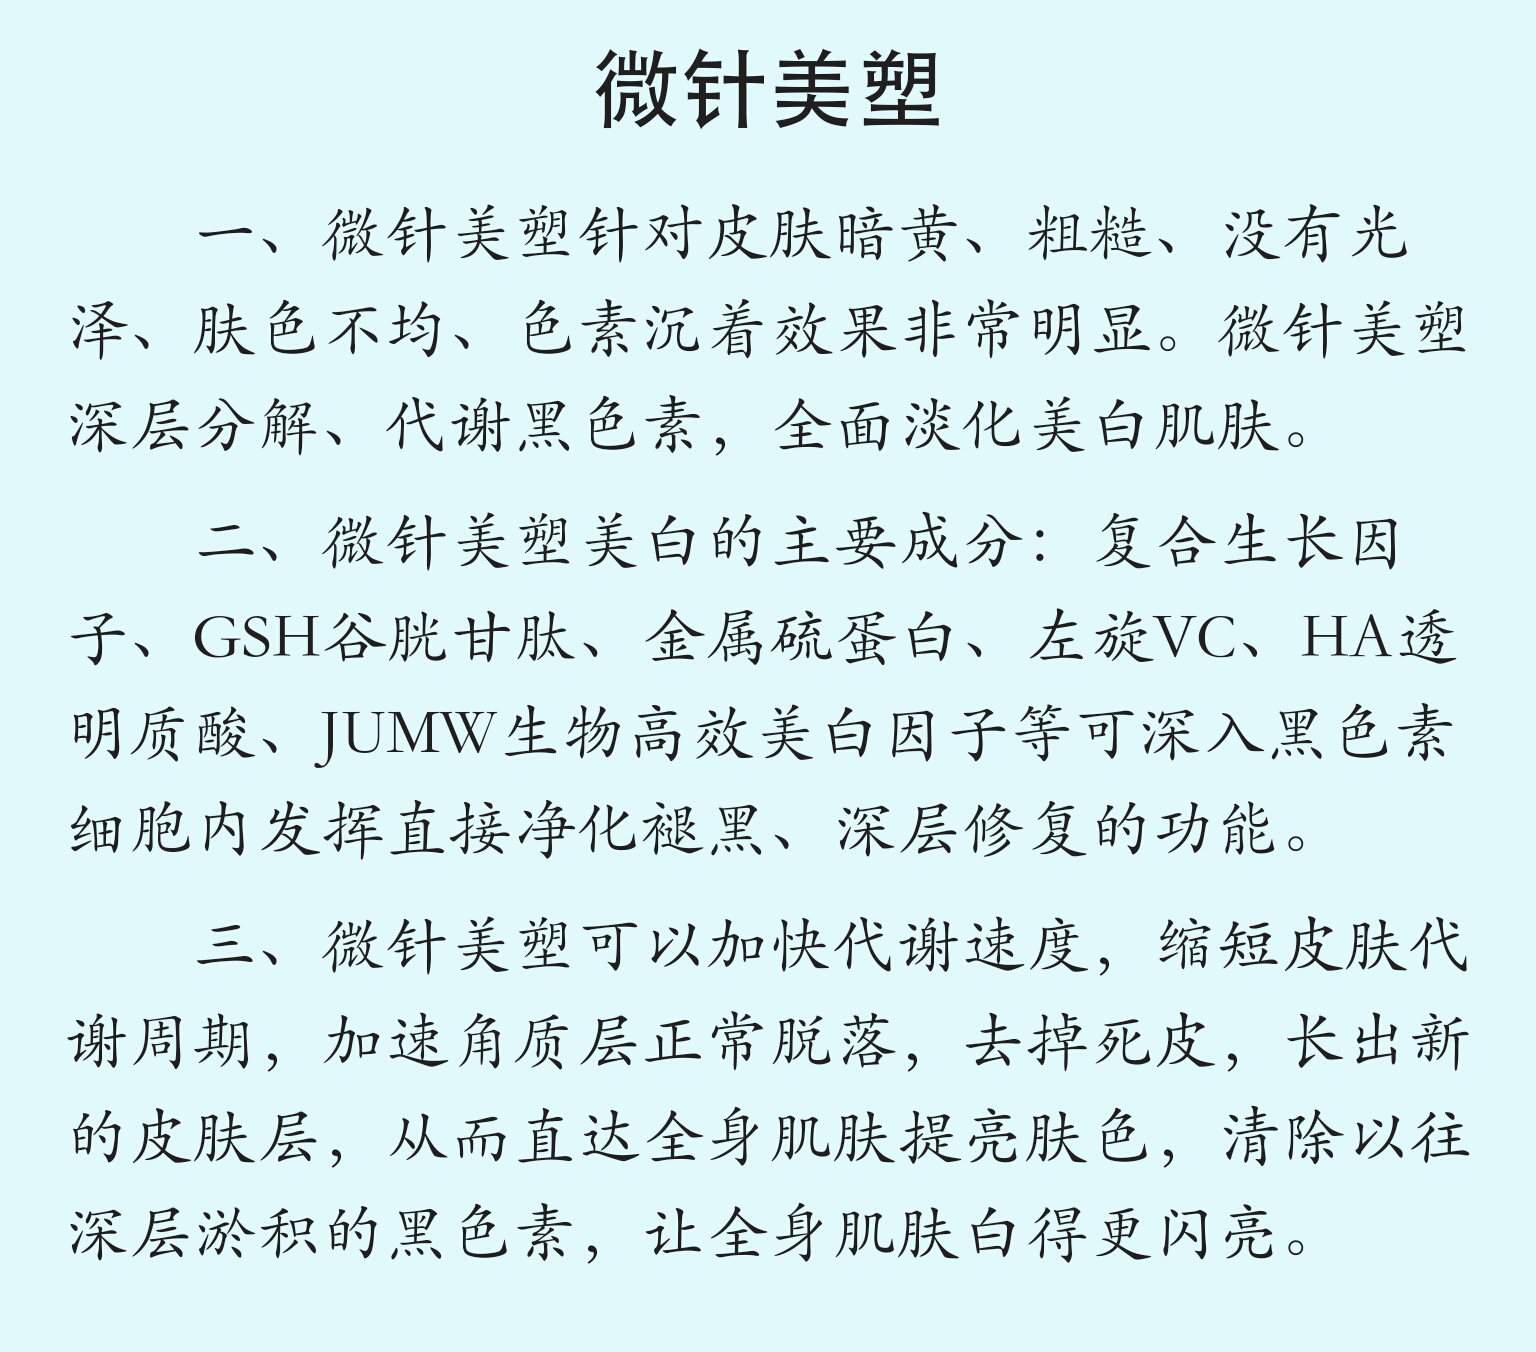 微针美塑
一、微针美塑针对皮肤暗黄、粗糙、没有光
泽、肤色不均、色素沉着效果非常明显。微针美塑
深层分解、代谢黑色素，全面淡化美白肌肤。
二、微针美塑美白的主要成分：复合生长因
子、GSH谷胱甘肽、金属硫蛋白、左旋VC、HA透
明质酸、JUMW生物高效美白因子等可深入黑色素
细胞内发挥直接净化褪黑、深层修复的功能。
三、微针美塑可以加快代谢速度，缩短皮肤代
谢周期，加速角质层正常脱落，去掉死皮，长出新
的皮肤层，从而直达全身肌肤提亮肤色，清除以往
深层淤积的黑色素，让全身肌肤白得更闪亮。